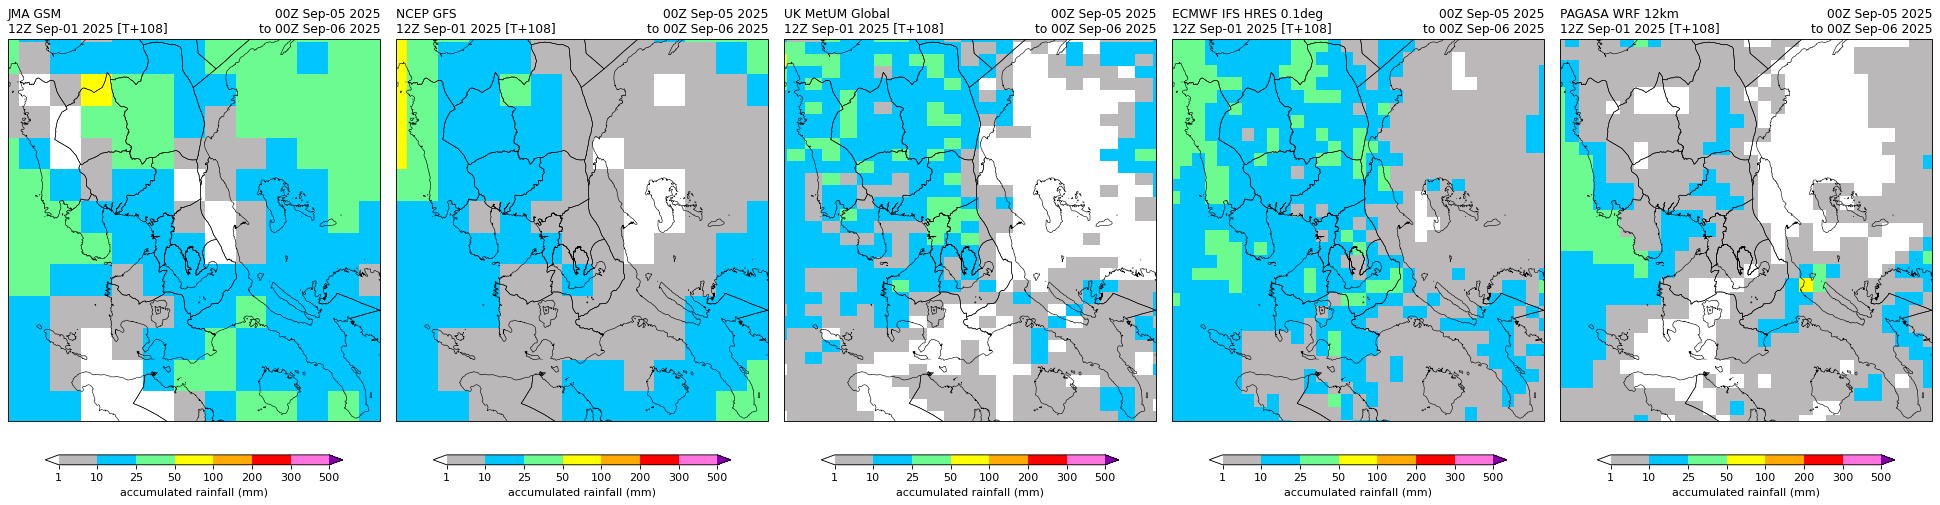 JMA GSM 00Z Sep-05 2025
12Z Sep-01 2025 [T+108] to 00Z Sep-06 2025
NCEP GFS 00Z Sep-05 2025
12Z Sep-01 2025 [T+108] to 00Z Sep-06 2025
UK MetUM Global 00Z Sep-05 2025
12Z Sep-01 2025 [T+108] to 00Z Sep-06 2025
ECMWF IFS HRES 0.1deg 00Z Sep-05 2025
12Z Sep-01 2025 [T+108] to 00Z Sep-06 2025
PAGASA WRF 12km 00Z Sep-05 2025
12Z Sep-01 2025 [T+108] to 00Z Sep-06 2025
1 10 25 50 100 200 300 500
accumulated rainfall (mm)
1 10 25 50 100 200 300 500
accumulated rainfall (mm)
1 10 25 50 100 200 300 500
accumulated rainfall (mm)
1 10 25 50 100 200 300 500
accumulated rainfall (mm)
1 10 25 50 100 200 300 500
accumulated rainfall (mm)